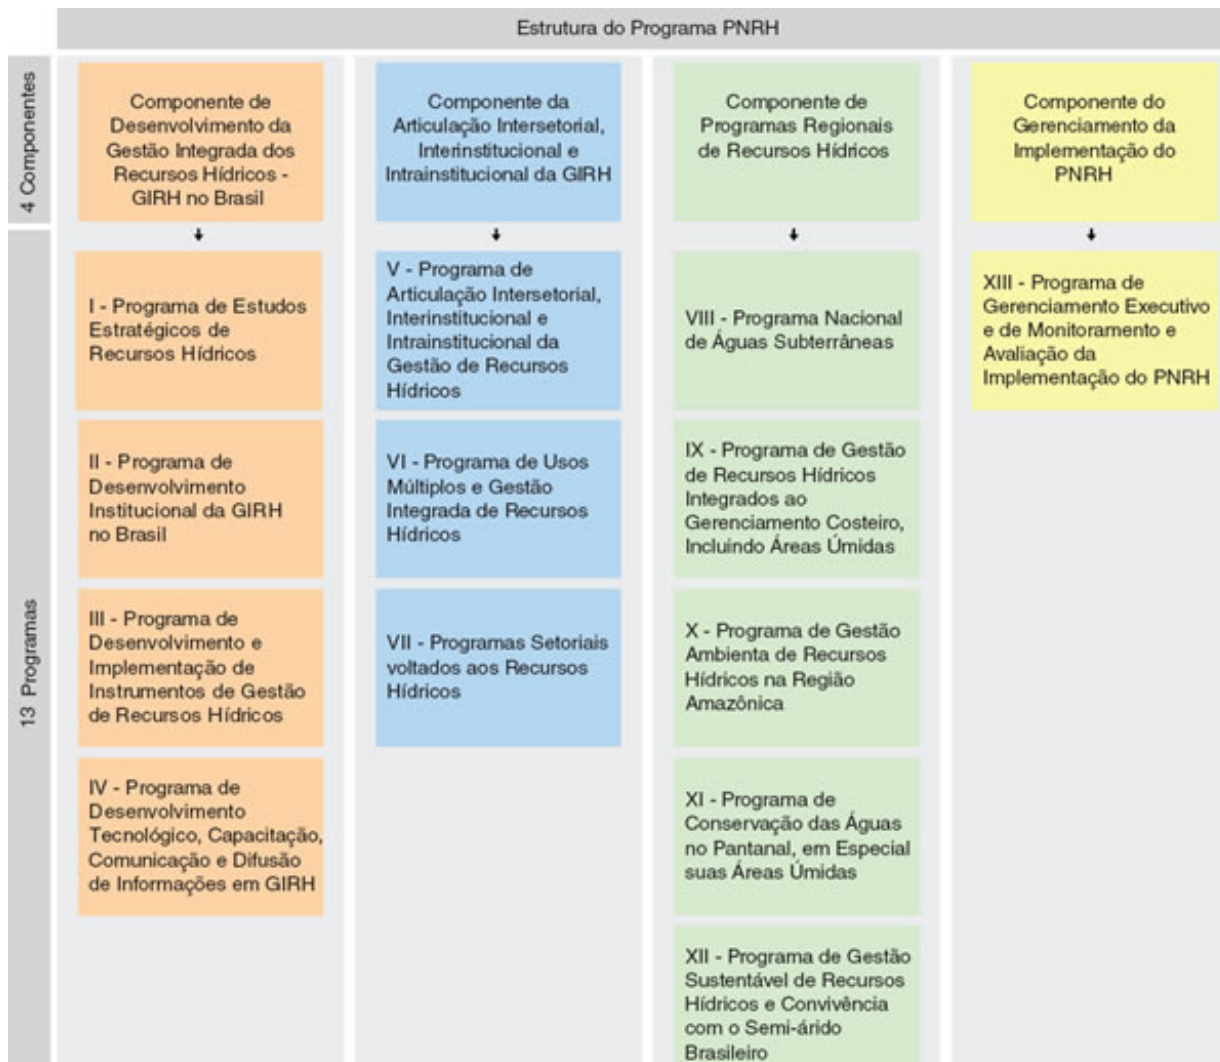 Estrutura do Programa PNRH
4 Componentes
Componente de
Desenvolvimento da
Gestão Integrada dos
Recursos Hídricos -
GIRH no Brasil
Componente da
Articulação Intersetorial,
Interinstitucional e
Intrainstitucional da GIRH
Componente de
Programas Regionais
de Recursos Hídricos
Componente do
Gerenciamento da
Implementação do
PNRH
13 Programas
I - Programa de Estudos
Estratégicos de
Recursos Hídricos
II - Programa de
Desenvolvimento
Institucional da GIRH
no Brasil
III - Programa de
Desenvolvimento e
Implementação de
Instrumentos de Gestão
de Recursos Hídricos
IV - Programa de
Desenvolvimento
Tecnológico, Capacitação,
Comunicação e Difusão
de Informações em GIRH
V - Programa de
Articulação Intersetorial,
Interinstitucional e
Intrainstitucional da
Gestão de Recursos
Hídricos
VI - Programa de Usos
Múltiplos e Gestão
Integrada de Recursos
Hídricos
VII - Programas Setoriais
voltados aos Recursos
Hídricos
VIII - Programa Nacional
de Águas Subterrâneas
IX - Programa de Gestão
de Recursos Hídricos
Integrados ao
Gerenciamento Costeiro,
Incluindo Áreas Úmidas
X - Programa de Gestão
Ambienta de Recursos
Hídricos na Região
Amazônica
XI - Programa de
Conservação das Águas
no Pantanal, em Especial
suas Áreas Úmidas
XII - Programa de Gestão
Sustentável de Recursos
Hídricos e Convivência
com o Semi-árido
Brasileiro
XIII - Programa de
Gerenciamento Executivo
e de Monitoramento e
Avaliação da
Implementação do PNRH